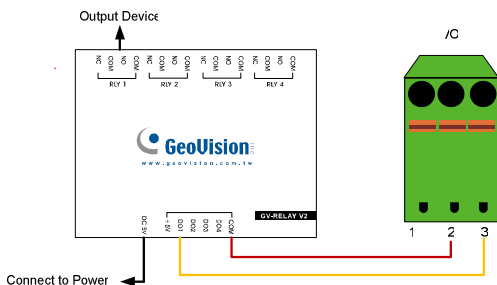 Output Device
I/O
NC COM NO COM NC COM NO COM NC COM NO COM NC COM NO COM
RLY 1 RLY 2 RLY 3 RLY 4
GeoVision Inc
www.geovision.com.tw
GV-RELAY V2
DC 5V +5V DO1 DO2 DO3 DO4 COM
1 2 3
Connect to Power